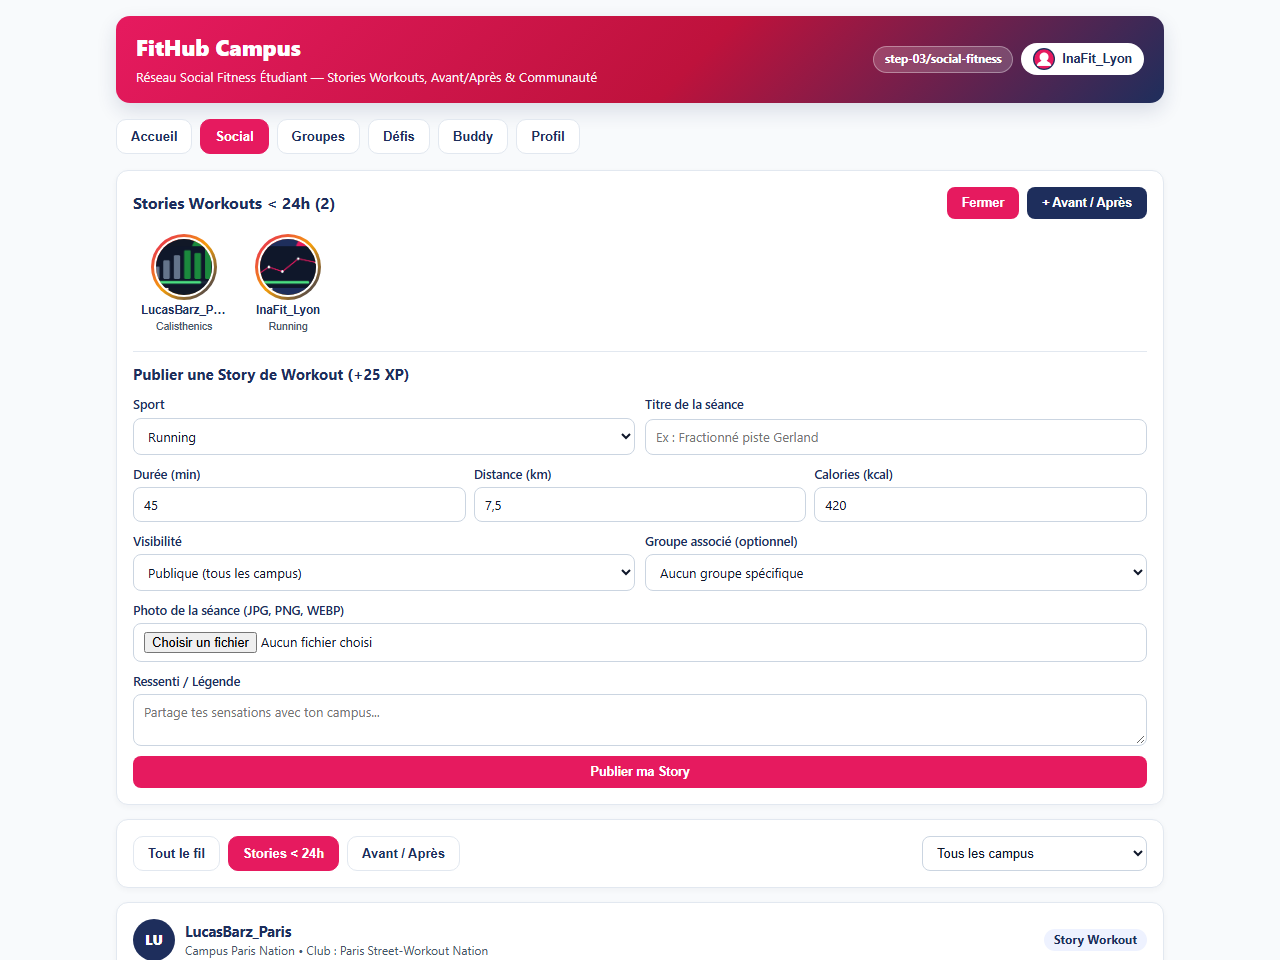 FitHub Campus
Réseau Social Fitness Étudiant — Stories Workouts, Avant/Après & Communauté
step-03/social-fitness
InaFit_Lyon
Accueil
Social
Groupes
Défis
Buddy
Profil
Stories Workouts < 24h (2)
Fermer
+ Avant / Après
LucasBarz_P...
Calisthenics
InaFit_Lyon
Running
Publier une Story de Workout (+25 XP)
Sport
Titre de la séance
Running
Ex : Fractionné piste Gerland
Durée (min)
Distance (km)
Calories (kcal)
45
7,5
420
Visibilité
Groupe associé (optionnel)
Publique (tous les campus)
Aucun groupe spécifique
Photo de la séance (JPG, PNG, WEBP)
Choisir un fichier
Aucun fichier choisi
Ressenti / Légende
Partage tes sensations avec ton campus...
Publier ma Story
Tout le fil
Stories < 24h
Avant / Après
Tous les campus
LU
LucasBarz_Paris
Campus Paris Nation • Club : Paris Street-Workout Nation
Story Workout